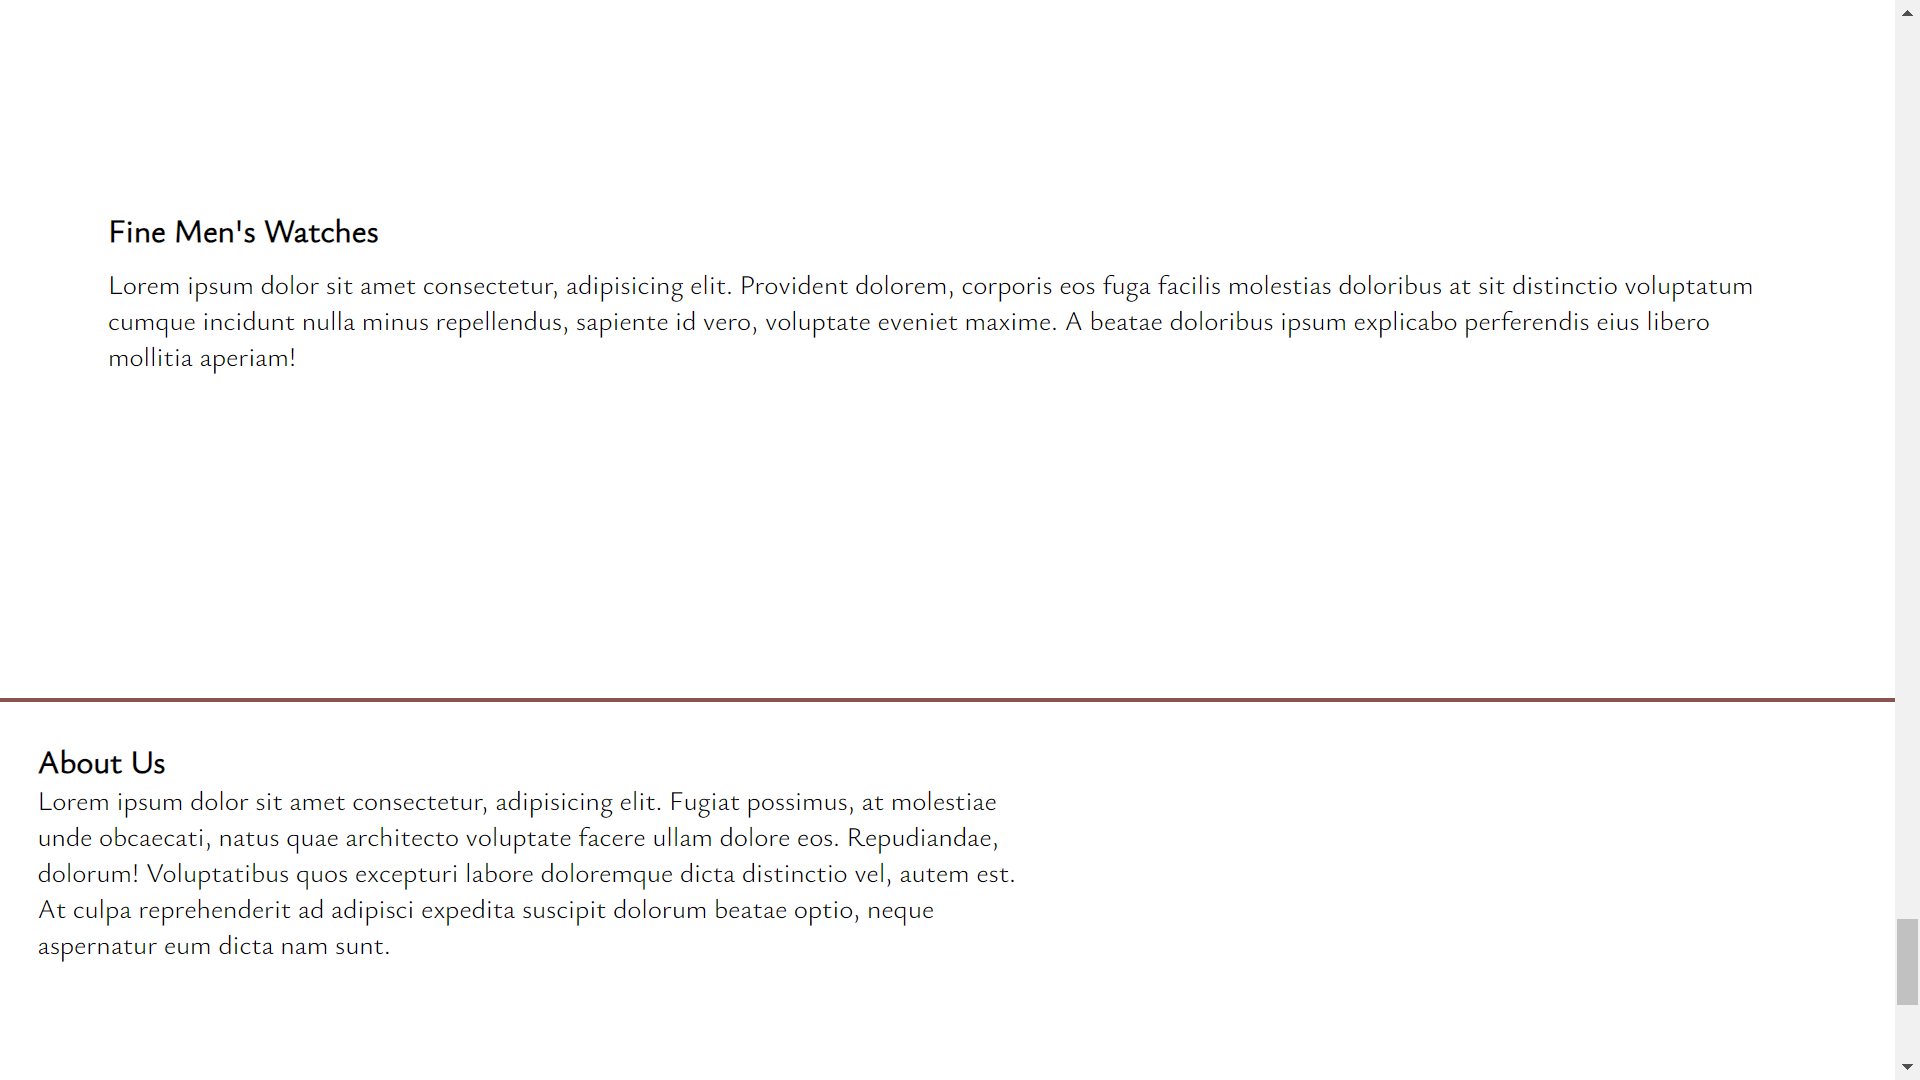 Fine Men's Watches
Lorem ipsum dolor sit amet consectetur, adipisicing elit. Provident dolorem, corporis eos fuga facilis molestias doloribus at sit distinctio voluptatum
cumque incidunt nulla minus repellendus, sapiente id vero, voluptate eveniet maxime. A beatae doloribus ipsum explicabo perferendis eius libero
mollitia aperiam!
About Us
Lorem ipsum dolor sit amet consectetur, adipisicing elit. Fugiat possimus, at molestiae
unde obcaecati, natus quae architecto voluptate facere ullam dolore eos. Repudiandae,
dolorum! Voluptatibus quos excepturi labore doloremque dicta distinctio vel, autem est.
At culpa reprehenderit ad adipisci expedita suscipit dolorum beatae optio, neque
aspernatur eum dicta nam sunt.